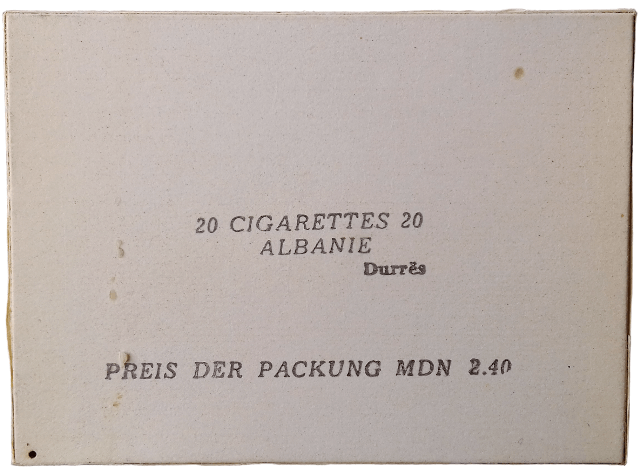 20 CIGARETTES 20
ALBANIE
Durrës
PREIS DER PACKUNG MDN 2.40